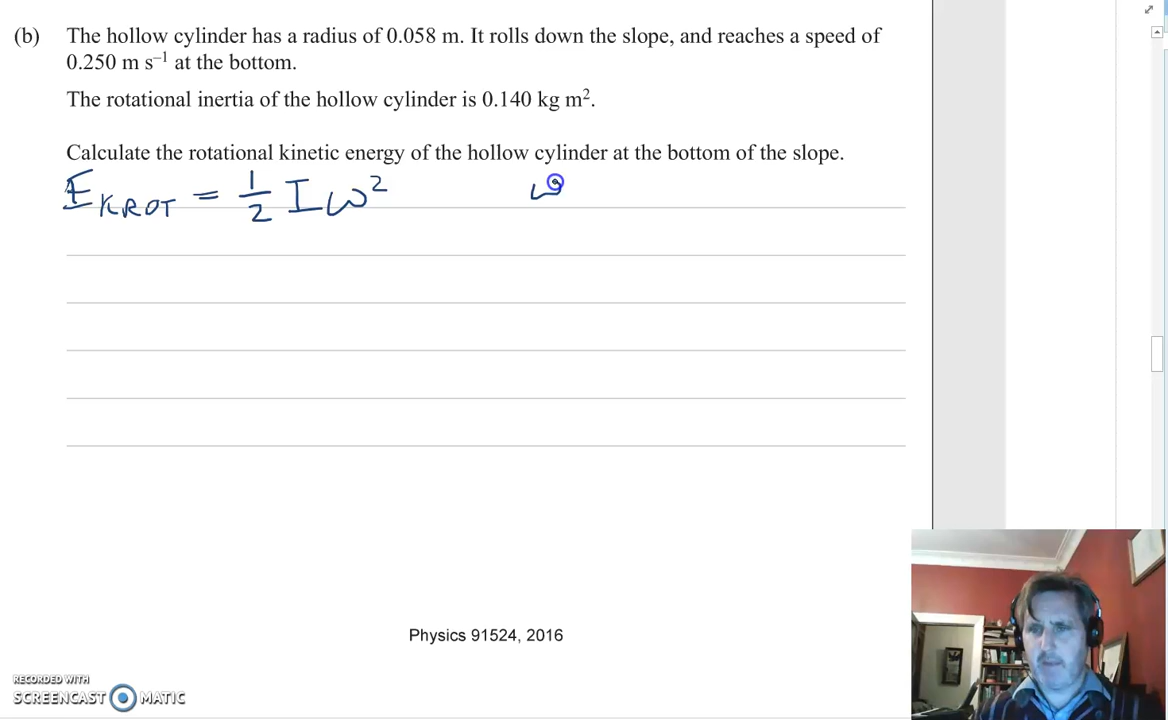 (b) The hollow cylinder has a radius of 0.058 m. It rolls down the slope, and reaches a speed of
0.250 m s⁻¹ at the bottom.
The rotational inertia of the hollow cylinder is 0.140 kg m².
Calculate the rotational kinetic energy of the hollow cylinder at the bottom of the slope.
E KROT = 1/2 I ω² ω
Physics 91524, 2016
RECORDED WITH
SCREENCAST MATIC